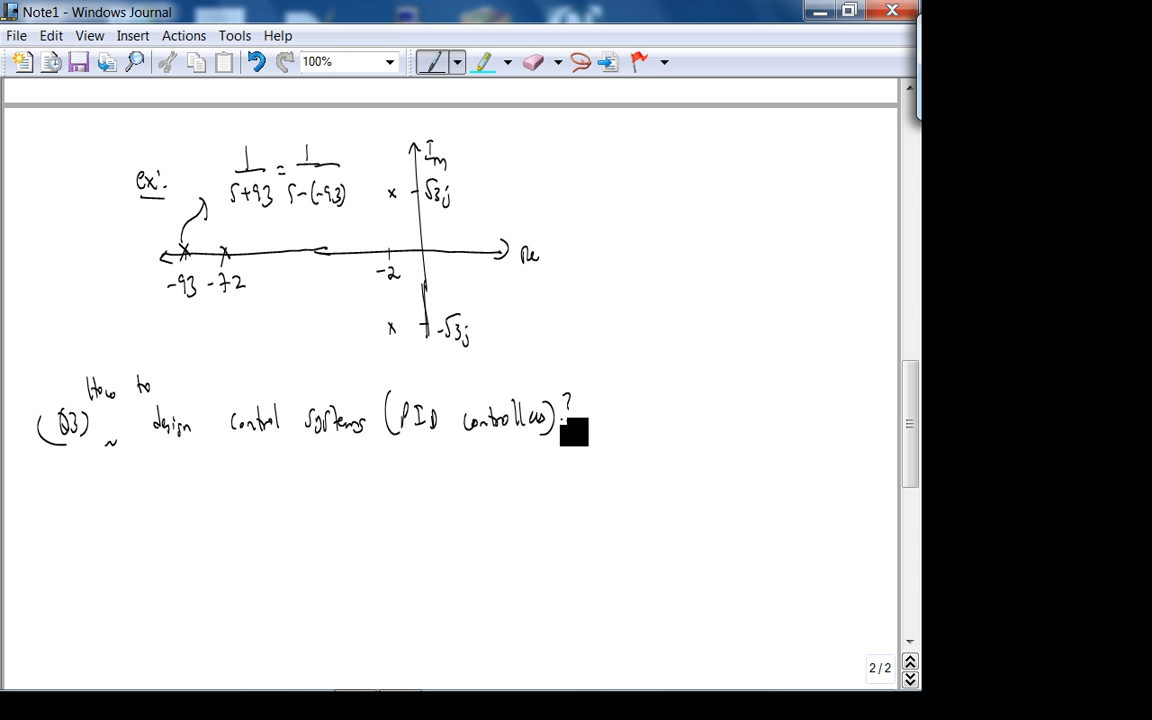 Note1 - Windows Journal
File Edit View Insert Actions Tools Help
100%
ex:
1/s+93 = 1/s-(-93)
Im
√3j
Re
-93 -72 -2
-√3j
How to
(Q3) design control systems (PID controllers)?
2 / 2